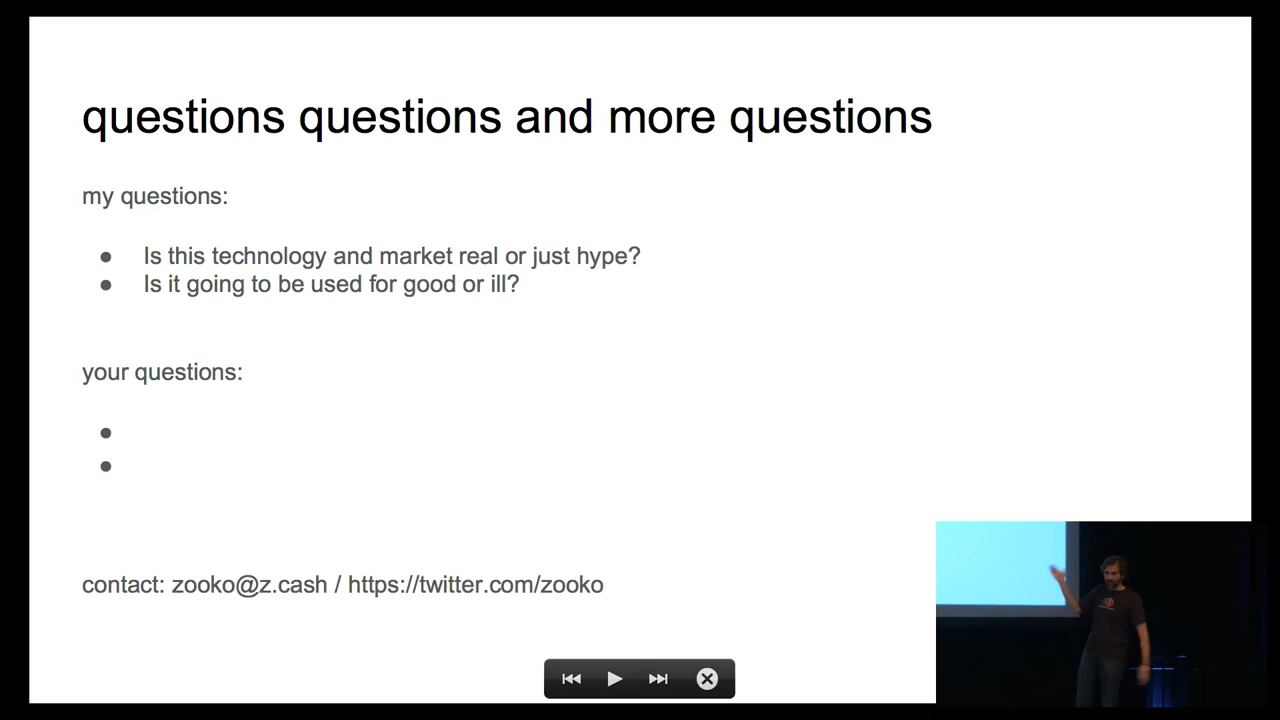 questions questions and more questions
my questions:
● Is this technology and market real or just hype?
● Is it going to be used for good or ill?
your questions:
●
●
contact: zooko@z.cash / https://twitter.com/zooko